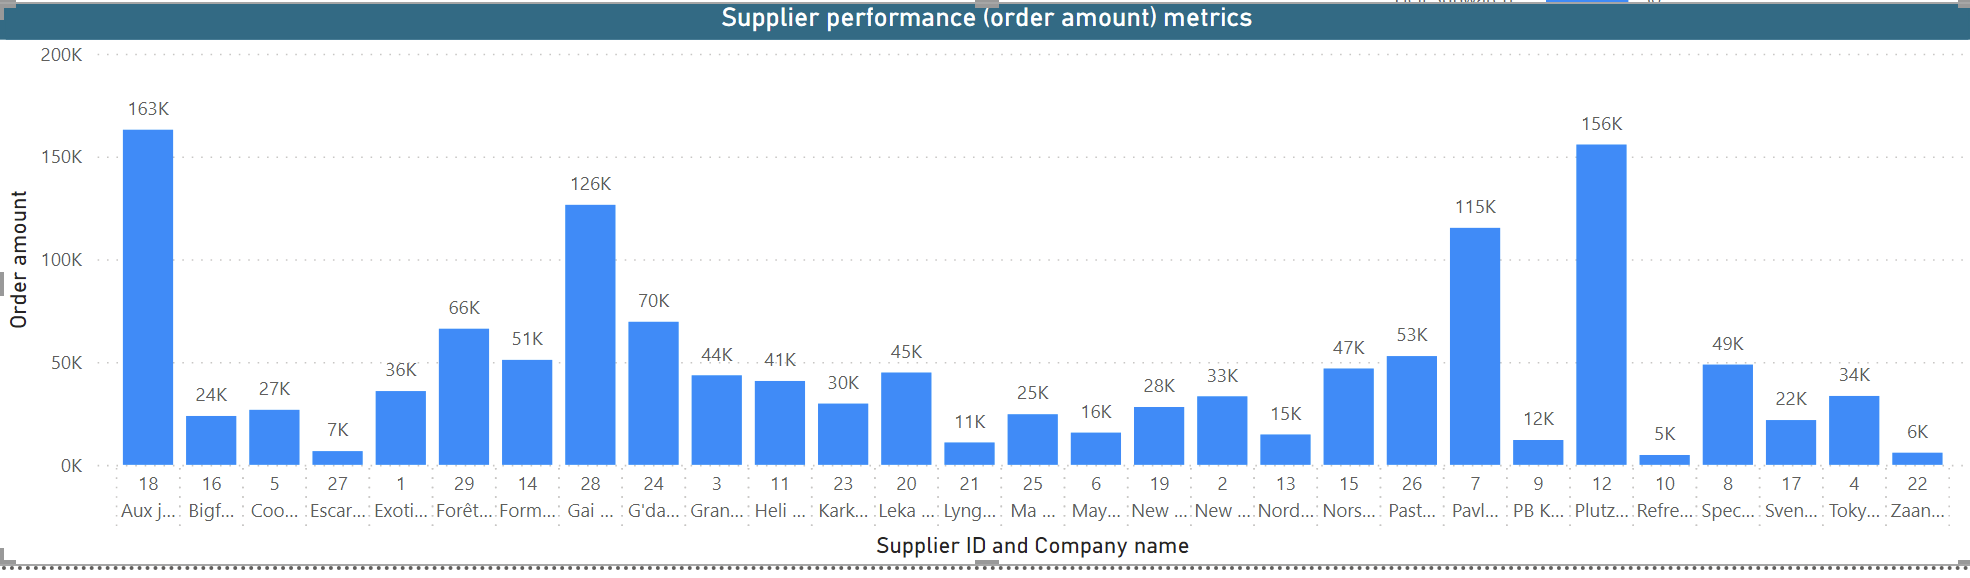 Supplier performance (order amount) metrics
200K
150K
100K
50K
0K
Order amount
163K
24K
27K
7K
36K
66K
51K
126K
70K
44K
41K
30K
45K
11K
25K
16K
28K
33K
15K
47K
53K
115K
12K
156K
5K
49K
22K
34K
6K
18 16 5 27 1 29 14 28 24 3 11 23 20 21 25 6 19 2 13 15 26 7 9 12 10 8 17 4 22
Aux j... Bigf... Coo... Escar... Exoti... Forêt... Form... Gai ... G'da... Gran... Heli ... Kark... Leka ... Lyng... Ma ... May... New ... New ... Nord... Nors... Past... Pavl... PB K... Plutz... Refre... Spec... Sven... Toky... Zaan...
Supplier ID and Company name